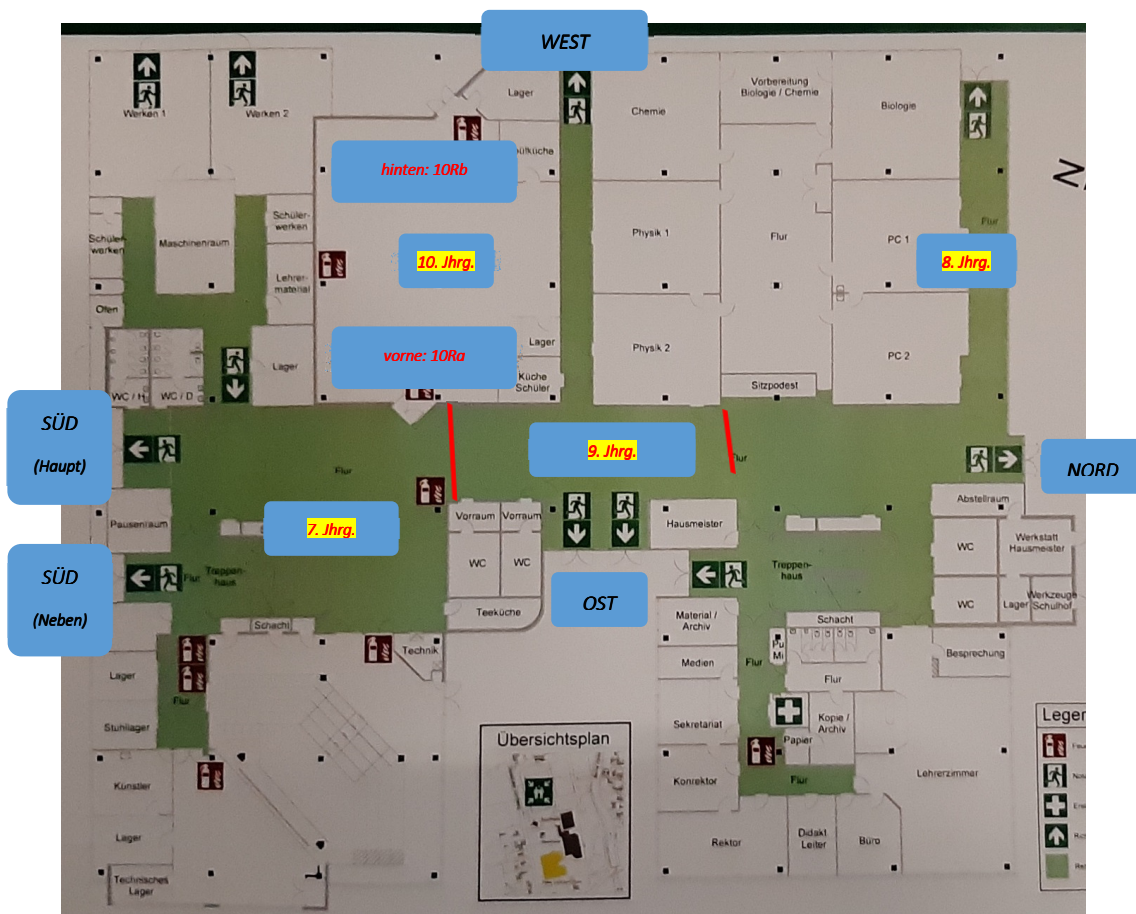 WEST
Werken 1
Werken 2
Lager
Chemie
Vorbereitung
Biologie / Chemie
Biologie
hinten: 10Rb
Schüler-
werken
Maschinenraum
Schüler-
werken
Lehrer-
material
Ofen
10. Jhrg.
Physik 1
Flur
PC 1
Flur
8. Jhrg.
vorne: 10Ra
Lager
Lager
Küche
Schüler
Physik 2
Sitzpodest
PC 2
WC / H
WC / D
SÜD
(Haupt)
Flur
9. Jhrg.
NORD
Pausenraum
7. Jhrg.
Vorraum
Vorraum
WC
WC
Teeküche
Hausmeister
Abstellraum
WC
WC
Werkstatt
Hausmeister
Lager
Werkzeuge
Schulhof
SÜD
(Neben)
Flur
Treppen-
haus
OST
Treppen-
haus
Schacht
Technik
Material /
Archiv
Medien
Flur
Schacht
Flur
Besprechung
Lager
Flur
Stuhllager
Sekretariat
Kopie /
Archiv
Papier
Künstler
Lager
Technisches
Lager
Übersichtsplan
Konrektor
Flur
Lehrerzimmer
Rektor
Didakt
Leiter
Büro